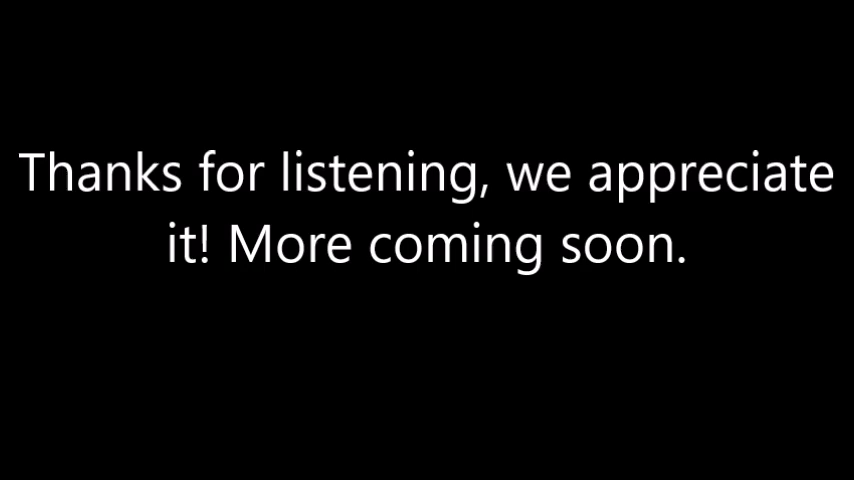 Thanks for listening, we appreciate
it! More coming soon.